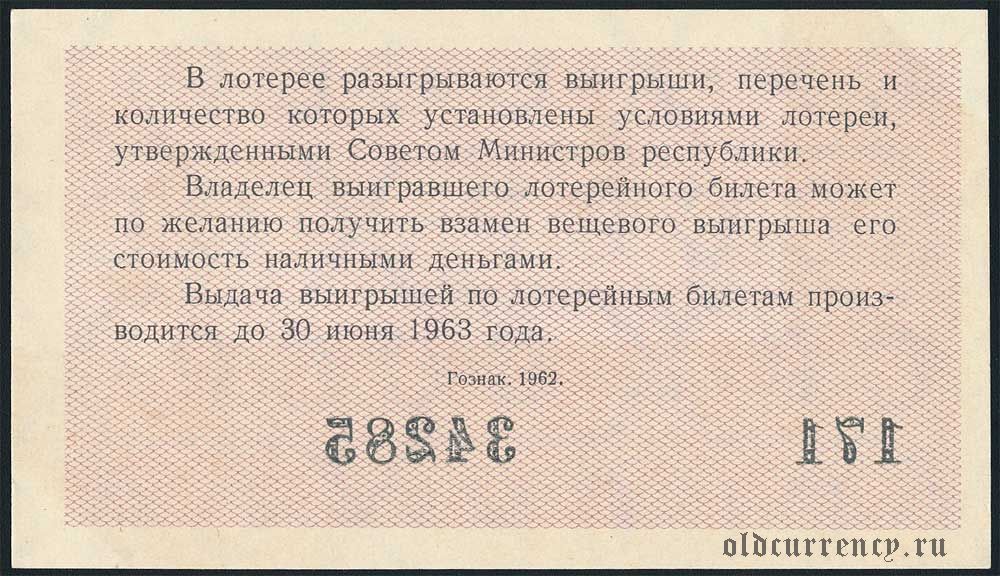 В лотерее разыгрываются выигрыши, перечень и
количество которых установлены условиями лотереи,
утвержденными Советом Министров республики.
Владелец выигравшего лотерейного билета может
по желанию получить взамен вещевого выигрыша его
стоимость наличными деньгами.
Выдача выигрышей по лотерейным билетам произ-
водится до 30 июня 1963 года.
Гознак. 1962.
34285 171
oldcurrency.ru